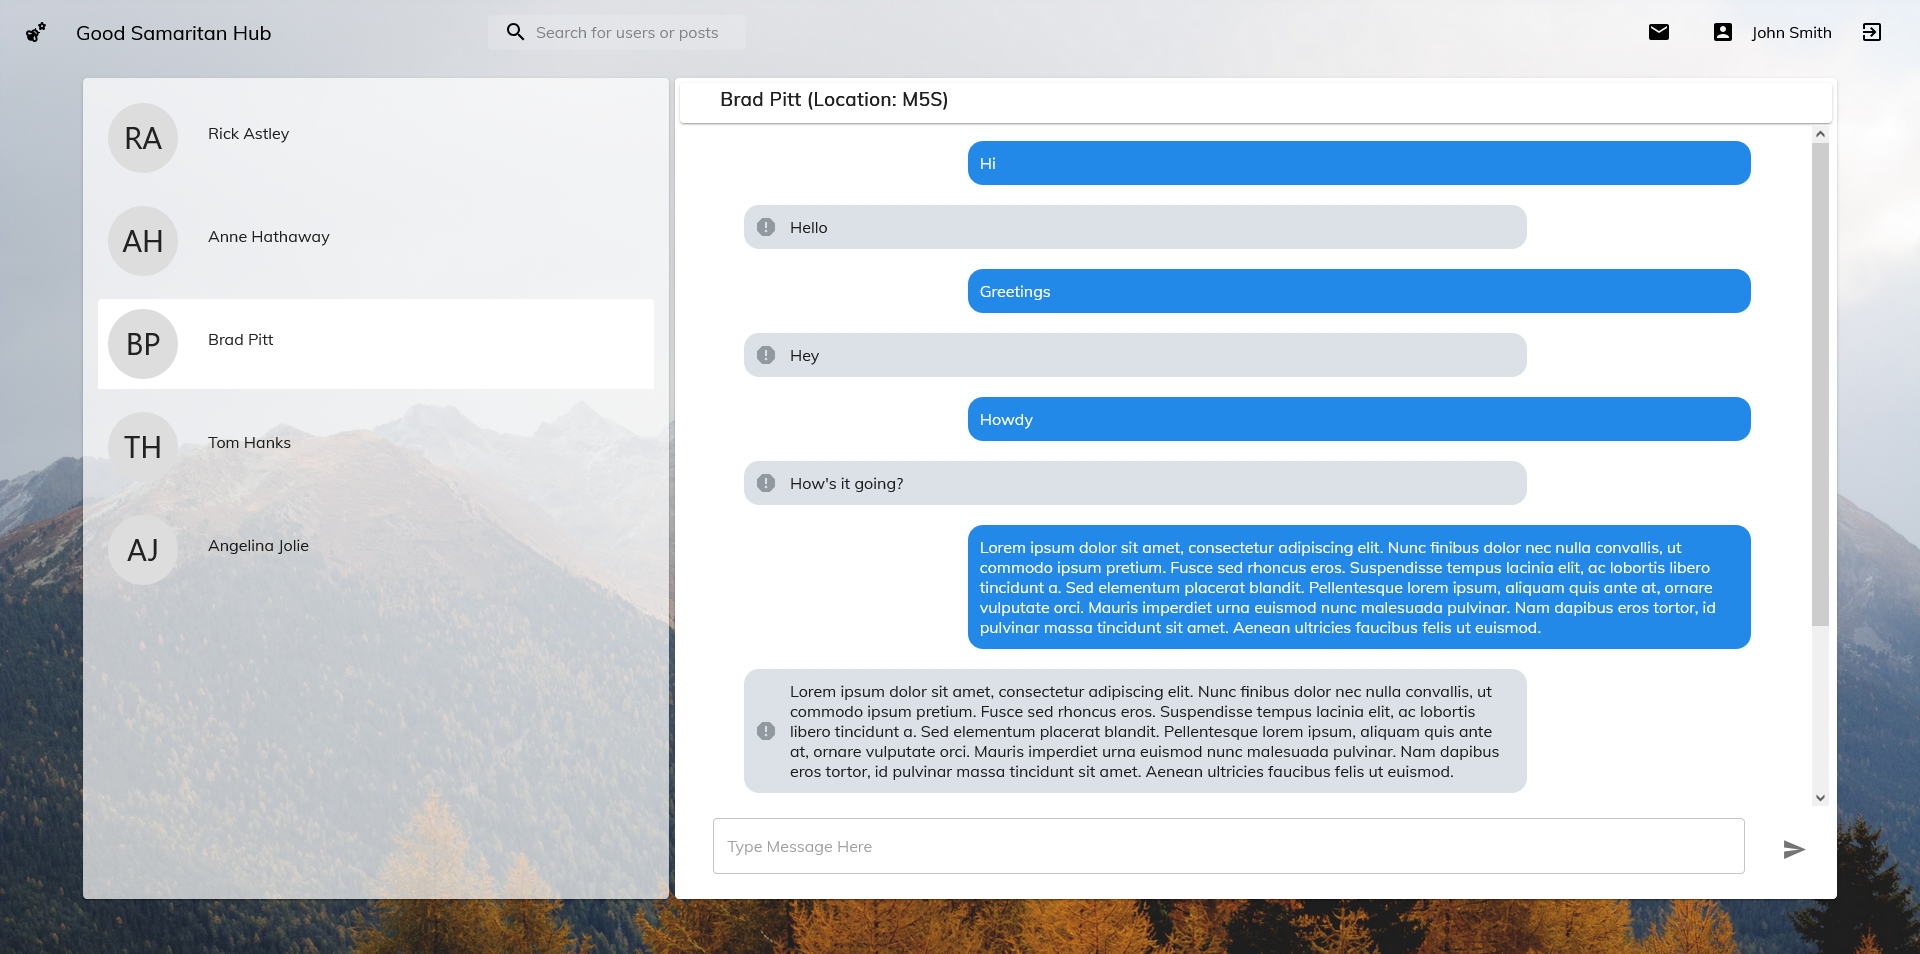 Good Samaritan Hub
Search for users or posts
John Smith
RA
Rick Astley
AH
Anne Hathaway
BP
Brad Pitt
TH
Tom Hanks
AJ
Angelina Jolie
Brad Pitt (Location: M5S)
Hi
Hello
Greetings
Hey
Howdy
How's it going?
Lorem ipsum dolor sit amet, consectetur adipiscing elit. Nunc finibus dolor nec nulla convallis, ut
commodo ipsum pretium. Fusce sed rhoncus eros. Suspendisse tempus lacinia elit, ac lobortis libero
tincidunt a. Sed elementum placerat blandit. Pellentesque lorem ipsum, aliquam quis ante at, ornare
vulputate orci. Mauris imperdiet urna euismod nunc malesuada pulvinar. Nam dapibus eros tortor, id
pulvinar massa tincidunt sit amet. Aenean ultricies faucibus felis ut euismod.
Lorem ipsum dolor sit amet, consectetur adipiscing elit. Nunc finibus dolor nec nulla convallis, ut
commodo ipsum pretium. Fusce sed rhoncus eros. Suspendisse tempus lacinia elit, ac lobortis
libero tincidunt a. Sed elementum placerat blandit. Pellentesque lorem ipsum, aliquam quis ante
at, ornare vulputate orci. Mauris imperdiet urna euismod nunc malesuada pulvinar. Nam dapibus
eros tortor, id pulvinar massa tincidunt sit amet. Aenean ultricies faucibus felis ut euismod.
Type Message Here